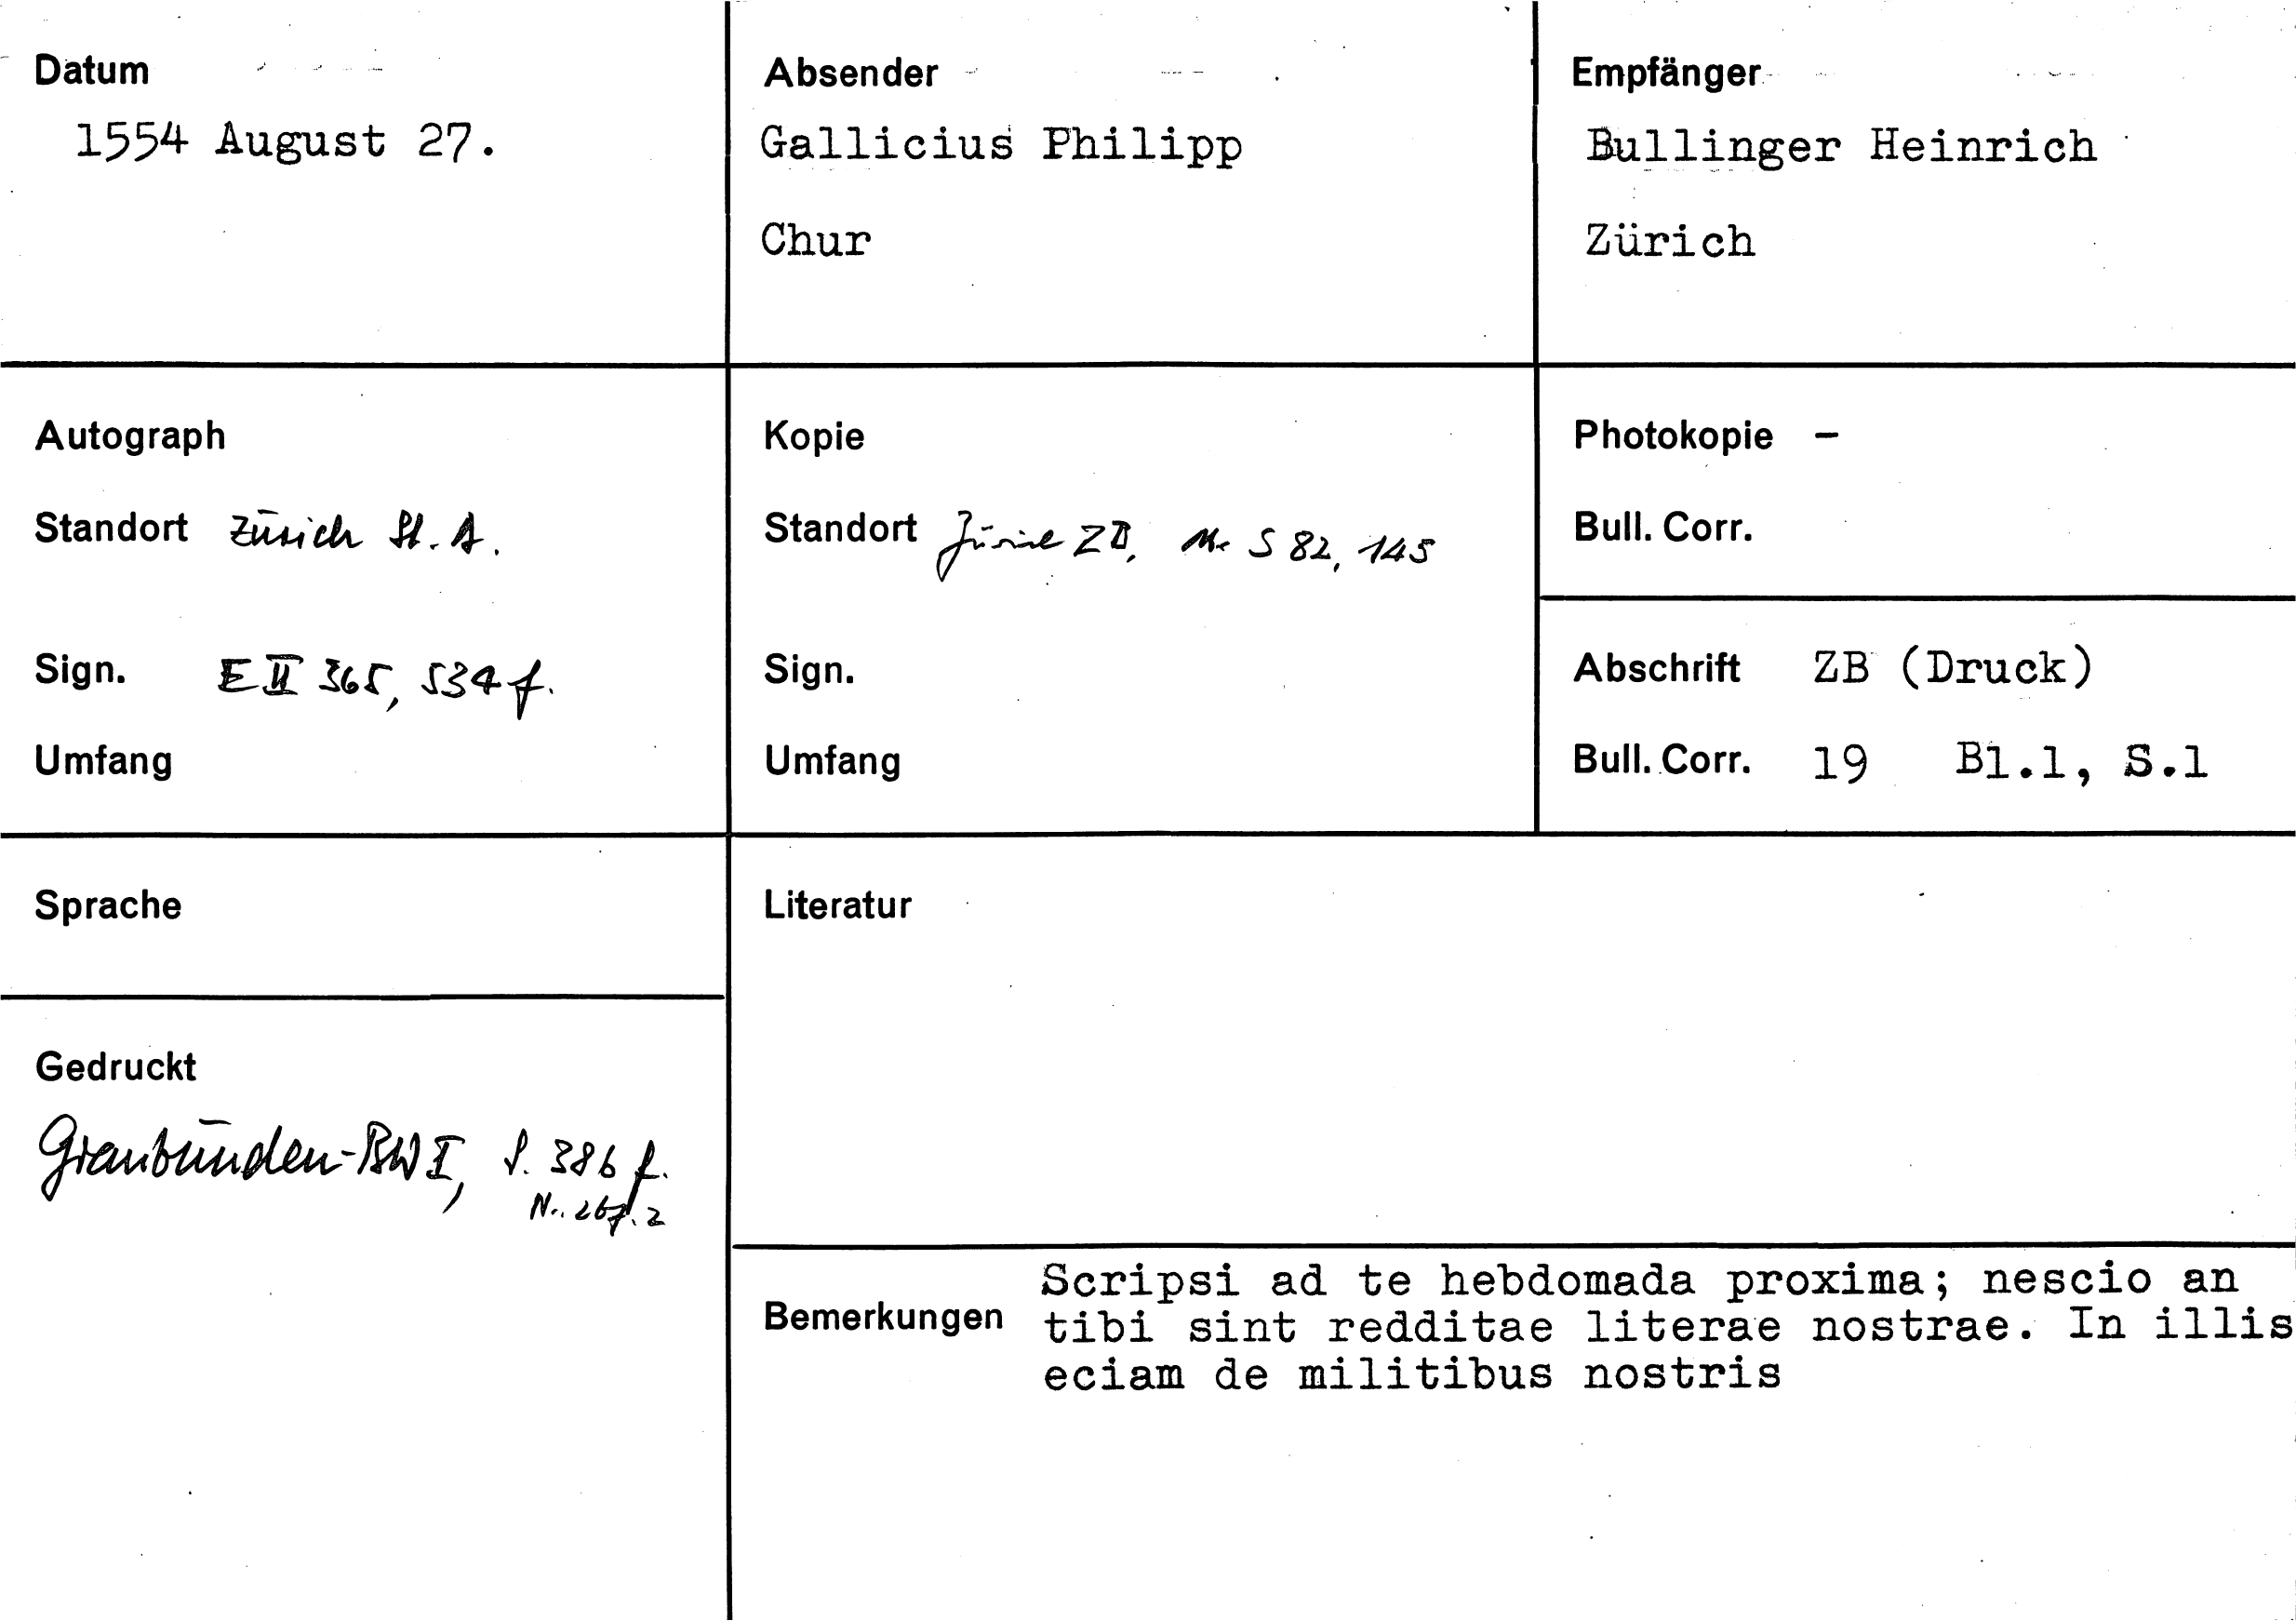 Datum
1554 August 27.
Absender
Gallicius Philipp
Chur
Empfänger
Bullinger Heinrich
Zürich
Autograph
Standort Zürich St. A.
Sign. E II 365, 534 f.
Umfang
Kopie
Standort Zürich ZB, Ms S 82, 145
Sign.
Umfang
Photokopie –
Bull. Corr.
Abschrift ZB (Druck)
Bull. Corr. 19 Bl.1, S.1
Sprache
Gedruckt
Graubünden-BW I, S. 386 f.
Nr. 267.2
Literatur
Bemerkungen
Scripsi ad te hebdomada proxima; nescio an
tibi sint redditae literae nostrae. In illis
eciam de militibus nostris